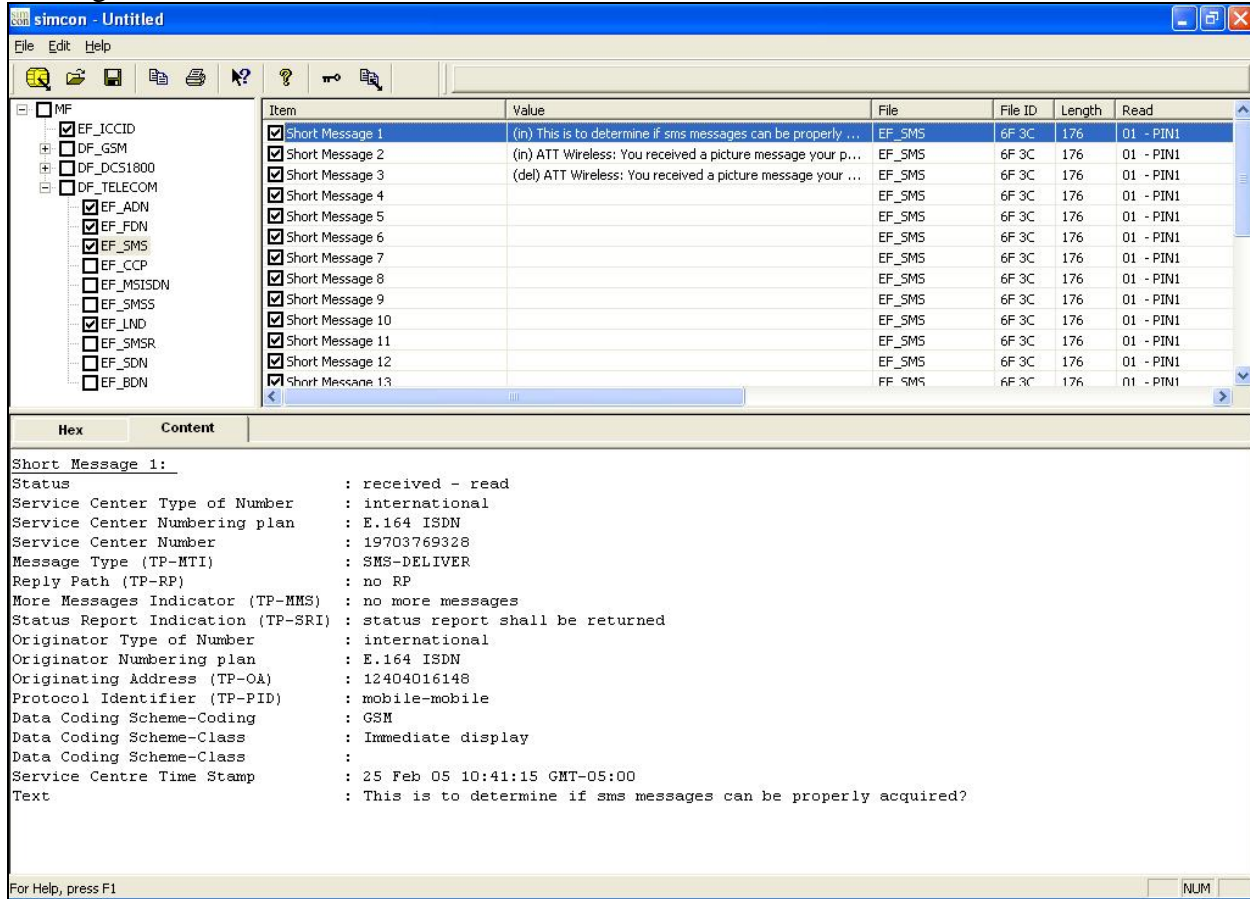 simcon - Untitled
File Edit Help
MF
EF_ICCID
DF_GSM
DF_DCS1800
DF_TELECOM
EF_ADN
EF_FDN
EF_SMS
EF_CCP
EF_MSISDN
EF_SMSS
EF_LND
EF_SMSR
EF_SDN
EF_BDN
Item Value File File ID Length Read
Short Message 1 (in) This is to determine if sms messages can be properly ... EF_SMS 6F 3C 176 01 - PIN1
Short Message 2 (in) ATT Wireless: You received a picture message your p... EF_SMS 6F 3C 176 01 - PIN1
Short Message 3 (del) ATT Wireless: You received a picture message your ... EF_SMS 6F 3C 176 01 - PIN1
Short Message 4 EF_SMS 6F 3C 176 01 - PIN1
Short Message 5 EF_SMS 6F 3C 176 01 - PIN1
Short Message 6 EF_SMS 6F 3C 176 01 - PIN1
Short Message 7 EF_SMS 6F 3C 176 01 - PIN1
Short Message 8 EF_SMS 6F 3C 176 01 - PIN1
Short Message 9 EF_SMS 6F 3C 176 01 - PIN1
Short Message 10 EF_SMS 6F 3C 176 01 - PIN1
Short Message 11 EF_SMS 6F 3C 176 01 - PIN1
Short Message 12 EF_SMS 6F 3C 176 01 - PIN1
Short Message 13 EF_SMS 6F 3C 176 01 - PIN1
Hex Content
Short Message 1:
Status : received - read
Service Center Type of Number : international
Service Center Numbering plan : E.164 ISDN
Service Center Number : 19703769328
Message Type (TP-MTI) : SMS-DELIVER
Reply Path (TP-RP) : no RP
More Messages Indicator (TP-MMS) : no more messages
Status Report Indication (TP-SRI) : status report shall be returned
Originator Type of Number : international
Originator Numbering plan : E.164 ISDN
Originating Address (TP-OA) : 12404016148
Protocol Identifier (TP-PID) : mobile-mobile
Data Coding Scheme-Coding : GSM
Data Coding Scheme-Class : Immediate display
Data Coding Scheme-Class :
Service Centre Time Stamp : 25 Feb 05 10:41:15 GMT-05:00
Text : This is to determine if sms messages can be properly acquired?
For Help, press F1 NUM